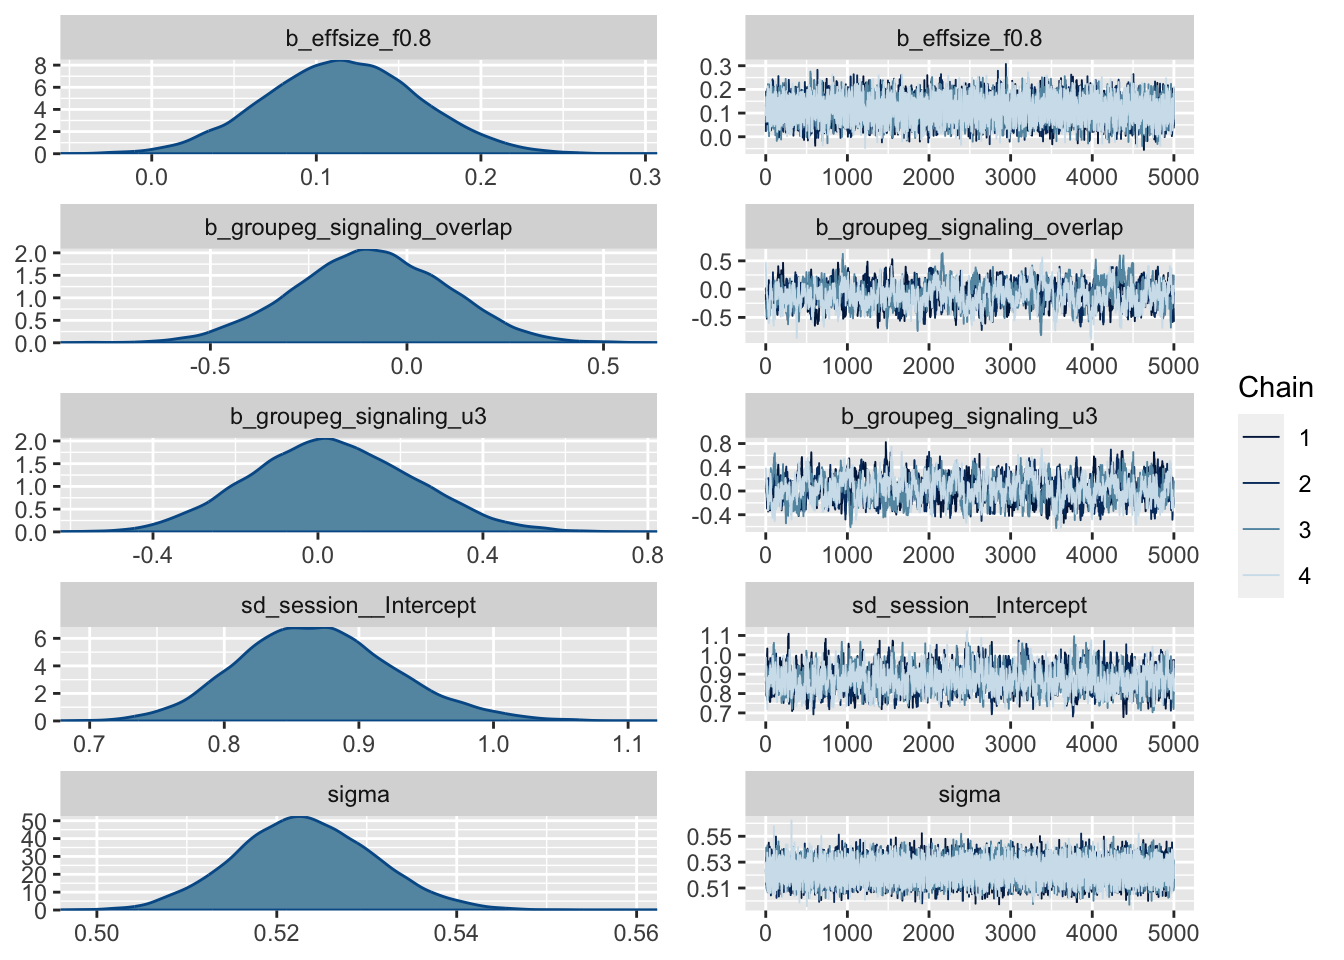 b_effsize_f0.8
8
6
4
2
0
0.0 0.1 0.2 0.3
b_effsize_f0.8
0.3
0.2
0.1
0.0
0 1000 2000 3000 4000 5000
b_groupeg_signaling_overlap
2.0
1.5
1.0
0.5
0.0
-0.5 0.0 0.5
b_groupeg_signaling_overlap
0.5
0.0
-0.5
0 1000 2000 3000 4000 5000
b_groupeg_signaling_u3
2.0
1.5
1.0
0.5
0.0
-0.4 0.0 0.4 0.8
b_groupeg_signaling_u3
0.8
0.4
0.0
-0.4
0 1000 2000 3000 4000 5000
sd_session__Intercept
6
4
2
0
0.7 0.8 0.9 1.0 1.1
sd_session__Intercept
1.1
1.0
0.9
0.8
0.7
0 1000 2000 3000 4000 5000
sigma
50
40
30
20
10
0
0.50 0.52 0.54 0.56
sigma
0.55
0.53
0.51
0 1000 2000 3000 4000 5000
Chain
1
2
3
4